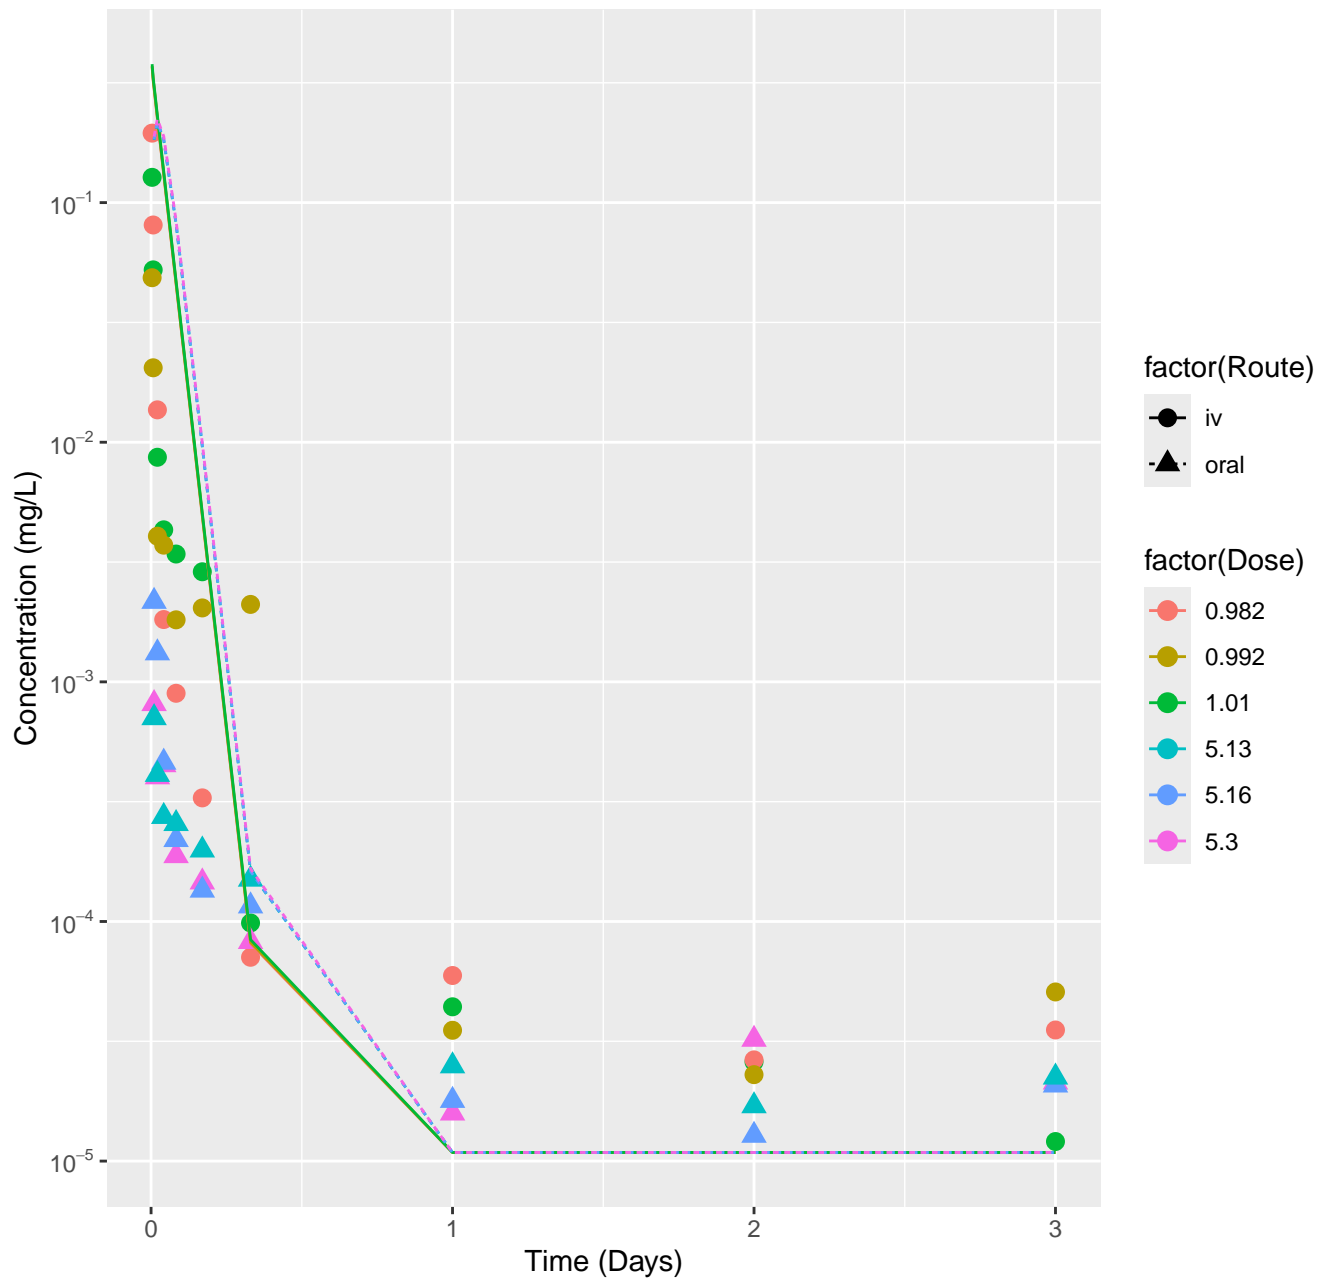 Concentration (mg/L)
10⁻¹
10⁻²
10⁻³
10⁻⁴
10⁻⁵
0
1
2
3
Time (Days)
factor(Route)
iv
oral
factor(Dose)
0.982
0.992
1.01
5.13
5.16
5.3